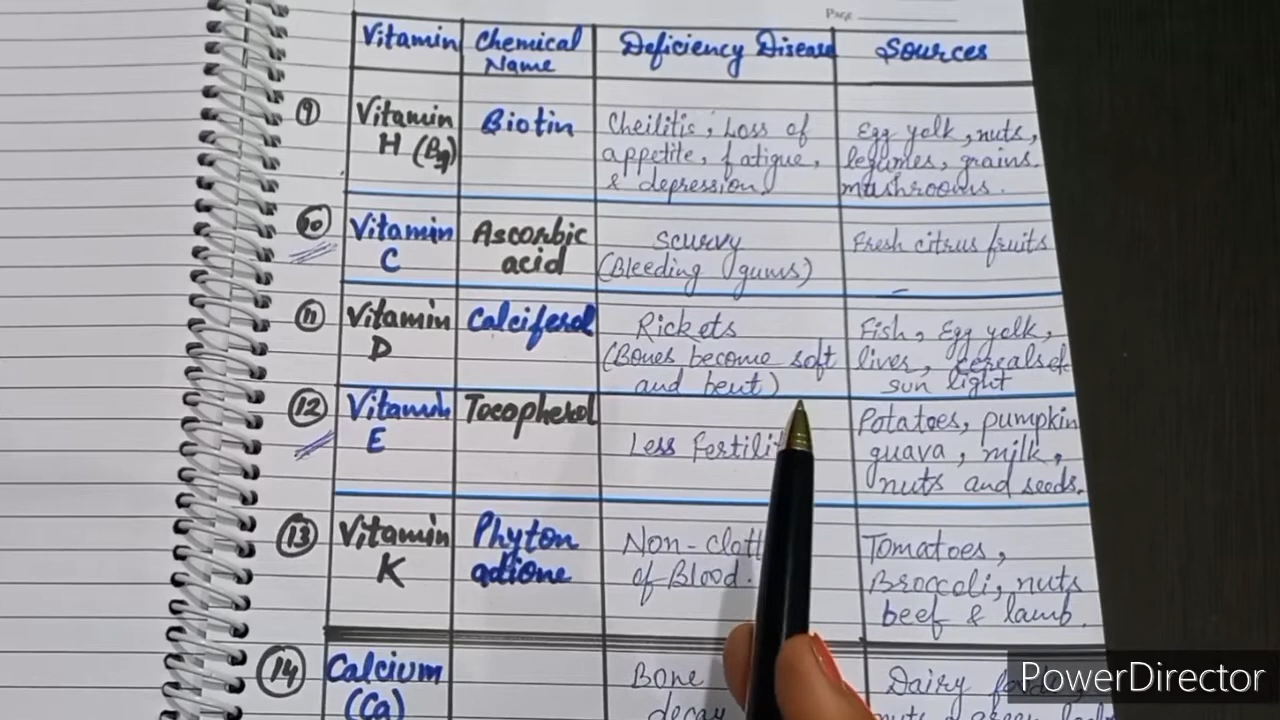 PAGE
Vitamin Chemical Name Deficiency Disease Sources
9 Vitamin H (B9) Biotin Cheilitis, Loss of appetite, fatigue, & depression. Egg yolk, nuts, legumes, grains. mushrooms.
10 Vitamin C Ascorbic acid Scurvy (Bleeding gums) Fresh citrus fruits
11 Vitamin D Calciferol Rickets (Bones become soft and bent) Fish, Egg yolk, liver, cereals & sun light
12 Vitamin E Tocopherol Less Potatoes, pumpkin guava, milk, nuts and seeds.
13 Vitamin K Phyton adione Non- of Blood. Tomatoes, Broccoli, nuts beef & lamb.
14 Calcium (Ca) Bone decay Dairy
PowerDirector